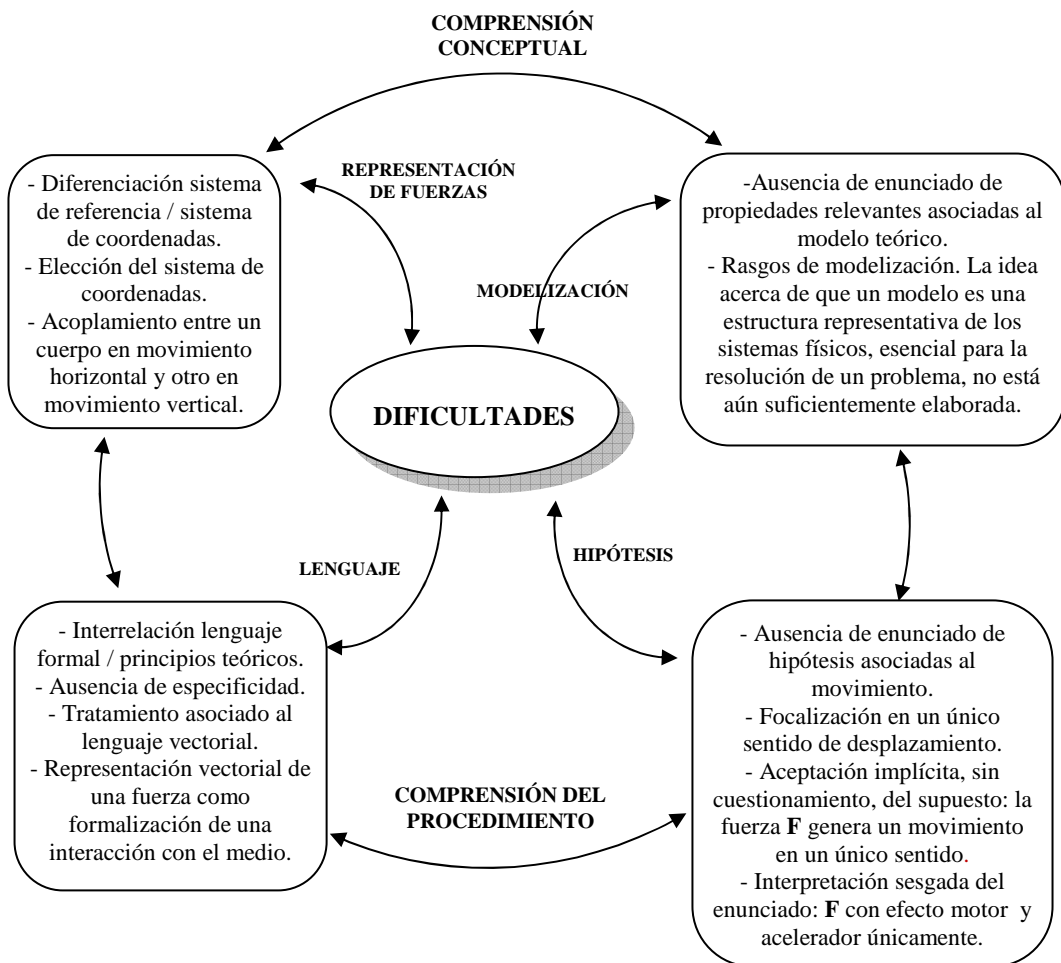 COMPRENSIÓN
CONCEPTUAL
REPRESENTACIÓN
DE FUERZAS
- Diferenciación sistema
de referencia / sistema
de coordenadas.
- Elección del sistema de
coordenadas.
- Acoplamiento entre un
cuerpo en movimiento
horizontal y otro en
movimiento vertical.
MODELIZACIÓN
-Ausencia de enunciado de
propiedades relevantes asociadas al
modelo teórico.
- Rasgos de modelización. La idea
acerca de que un modelo es una
estructura representativa de los
sistemas físicos, esencial para la
resolución de un problema, no está
aún suficientemente elaborada.
DIFICULTADES
LENGUAJE
HIPÓTESIS
- Interrelación lenguaje
formal / principios teóricos.
- Ausencia de especificidad.
- Tratamiento asociado al
lenguaje vectorial.
- Representación vectorial de
una fuerza como
formalización de una
interacción con el medio.
COMPRENSIÓN DEL
PROCEDIMIENTO
- Ausencia de enunciado de
hipótesis asociadas al
movimiento.
- Focalización en un único
sentido de desplazamiento.
- Aceptación implícita, sin
cuestionamiento, del supuesto: la
fuerza F genera un movimiento
en un único sentido.
- Interpretación sesgada del
enunciado: F con efecto motor y
acelerador únicamente.